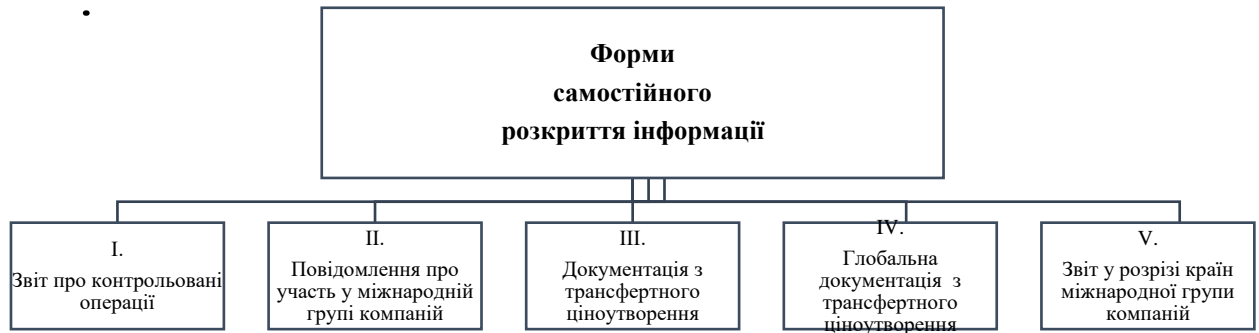 •
Форми
самостійного
розкриття інформації
I.
Звіт про контрольовані
операції
II.
Повідомлення про
участь у міжнародній
групі компаній
III.
Документація з
трансфертного
ціноутворення
IV.
Глобальна
документація з
трансфертного
ціноутворення
V.
Звіт у розрізі країн
міжнародної групи
компаній